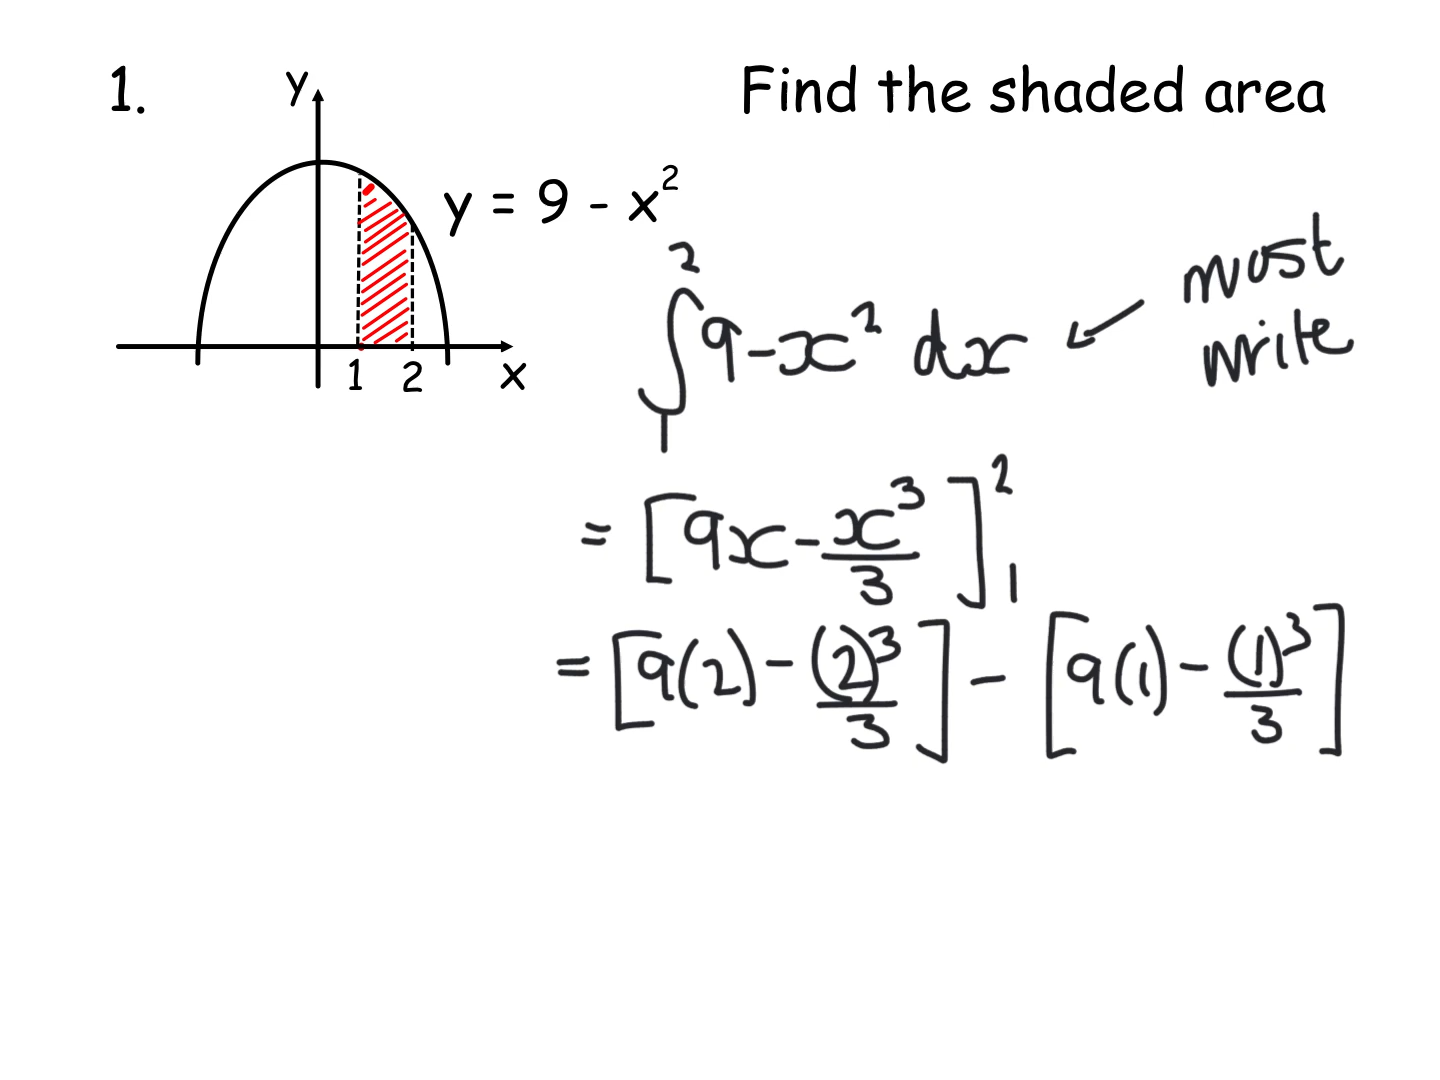 1.
Find the shaded area
y
y = 9 - x²
1 2 x
∫₁² 9 - x² dx
most
write
= [9x - x³/3]₁²
= [9(2) - (2)³/3] - [9(1) - (1)³/3]